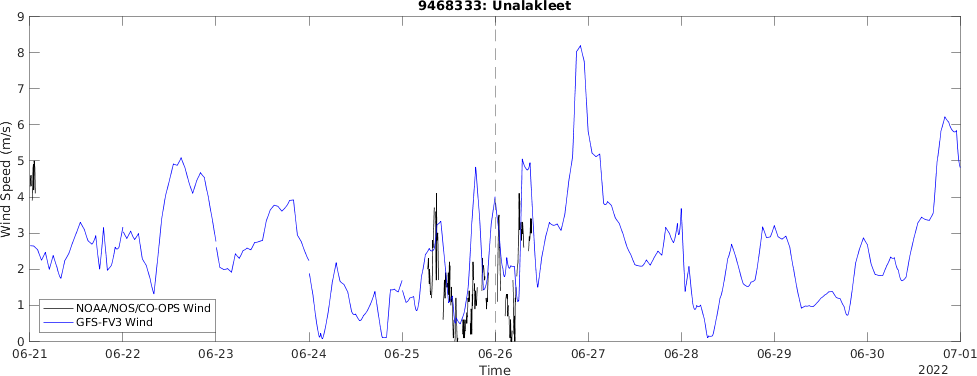 9468333: Unalakleet
Wind Speed (m/s)
9
8
7
6
5
4
3
2
1
0
NOAA/NOS/CO-OPS Wind
GFS-FV3 Wind
06-21 06-22 06-23 06-24 06-25 06-26 06-27 06-28 06-29 06-30 07-01
Time
2022